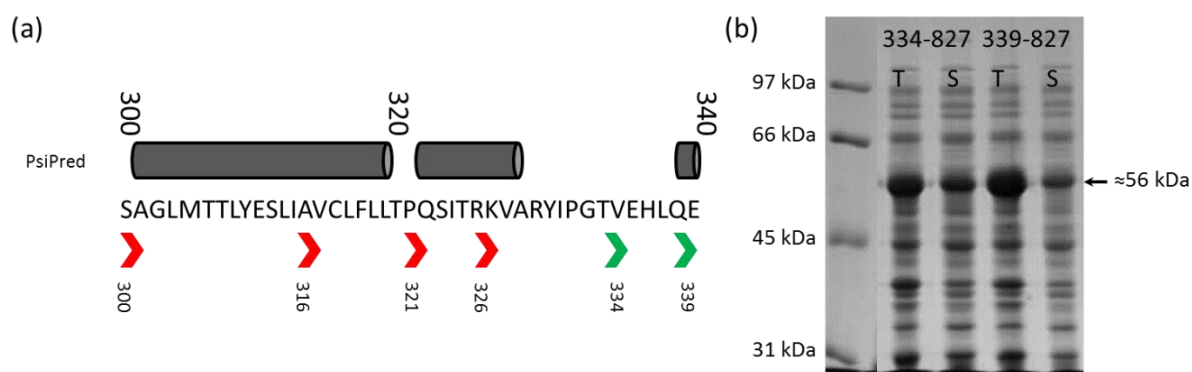 (a)
300
320
340
PsiPred
SAGLMTTLYESLIAVCLFLLTPQSITRKVARYIPGTVEHLQE
300
316
321
326
334
339
(b)
334-827 339-827
T S T S
97 kDa
66 kDa
≈56 kDa
45 kDa
31 kDa